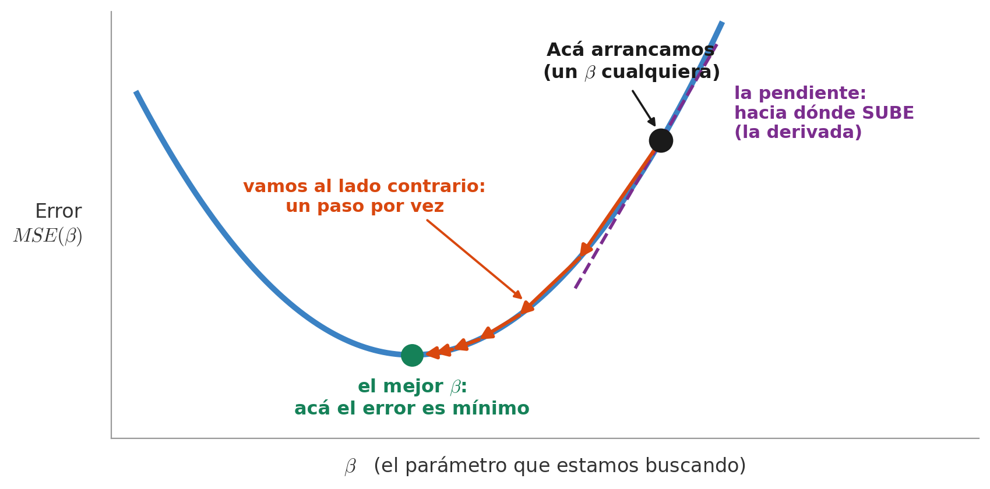 Acá arrancamos
(un β cualquiera)
la pendiente:
hacia dónde SUBE
(la derivada)
vamos al lado contrario:
un paso por vez
Error
MSE(β)
el mejor β:
acá el error es mínimo
β (el parámetro que estamos buscando)